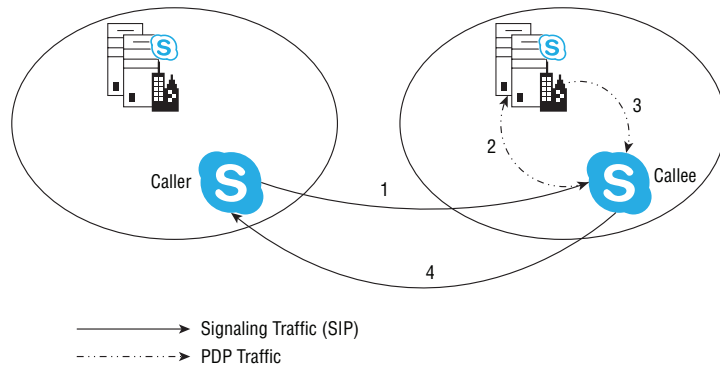 S
S
3
2
Caller
S
1
S
Callee
4
Signaling Traffic (SIP)
PDP Traffic